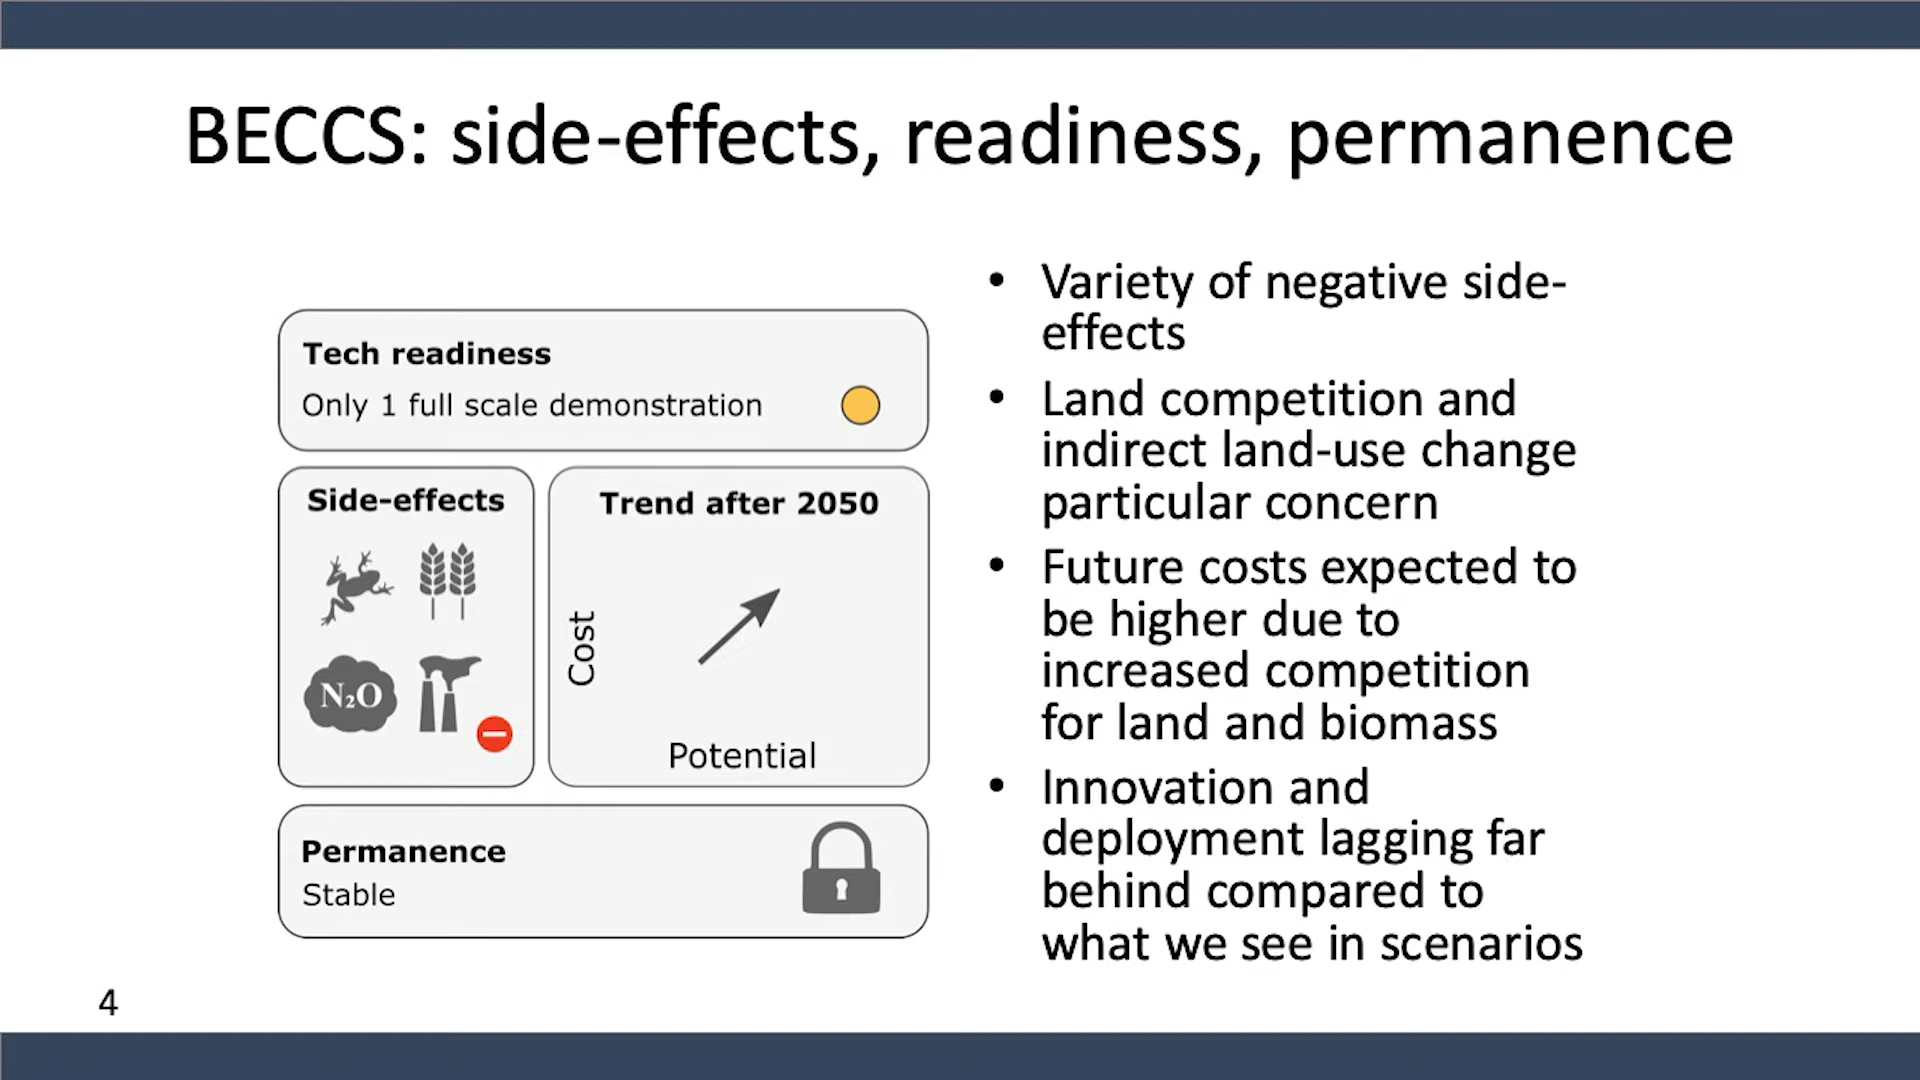 BECCS: side-effects, readiness, permanence
Tech readiness
Only 1 full scale demonstration
Side-effects
N₂O
Trend after 2050
Cost
Potential
Permanence
Stable
• Variety of negative side-
effects
• Land competition and
indirect land-use change
particular concern
• Future costs expected to
be higher due to
increased competition
for land and biomass
• Innovation and
deployment lagging far
behind compared to
what we see in scenarios
4